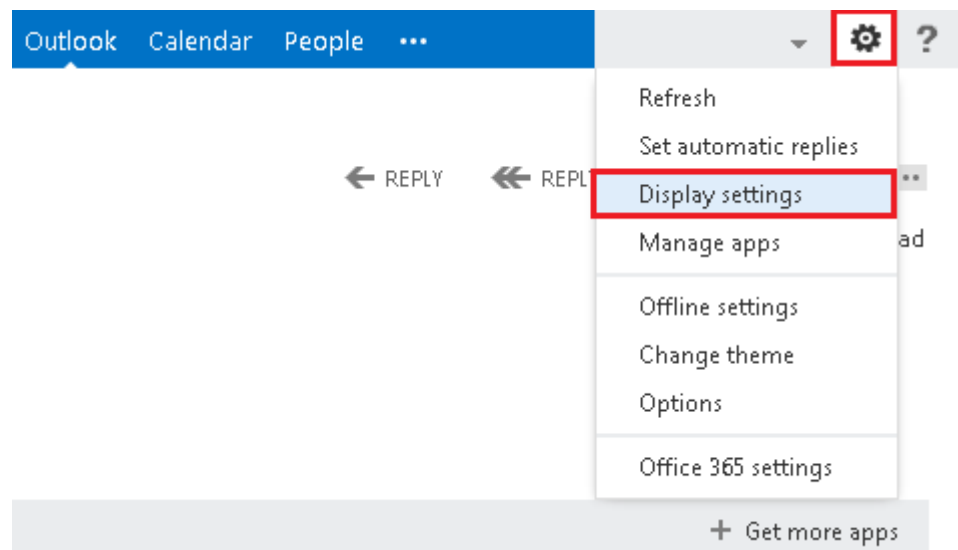 Outlook Calendar People •••
?
Refresh
Set automatic replies
REPLY REPL
Display settings
Manage apps
ad
Offline settings
Change theme
Options
Office 365 settings
+ Get more apps